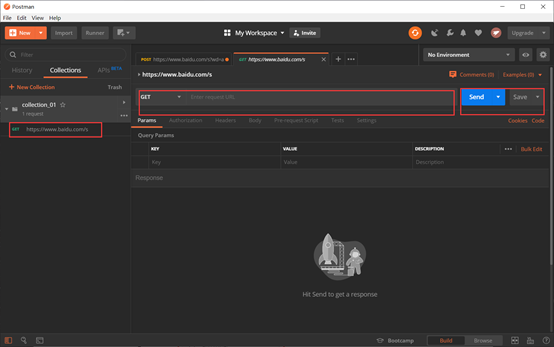 Postman
File Edit View Help
New Import Runner My Workspace Invite Upgrade
Filter
History Collections APIs BETA
New Collection Trash
collection_01
1 request
GET https://www.baidu.com/s
POST https://www.baidu.com/s?wd=a GET https://www.baidu.com/s No Environment
https://www.baidu.com/s Comments (0) Examples (0)
GET Enter request URL Send Save
Params Authorization Headers Body Pre-request Script Tests Settings Cookies Code
Query Params
KEY VALUE DESCRIPTION Bulk Edit
Key Value Description
Response
Hit Send to get a response
Bootcamp Build Browse